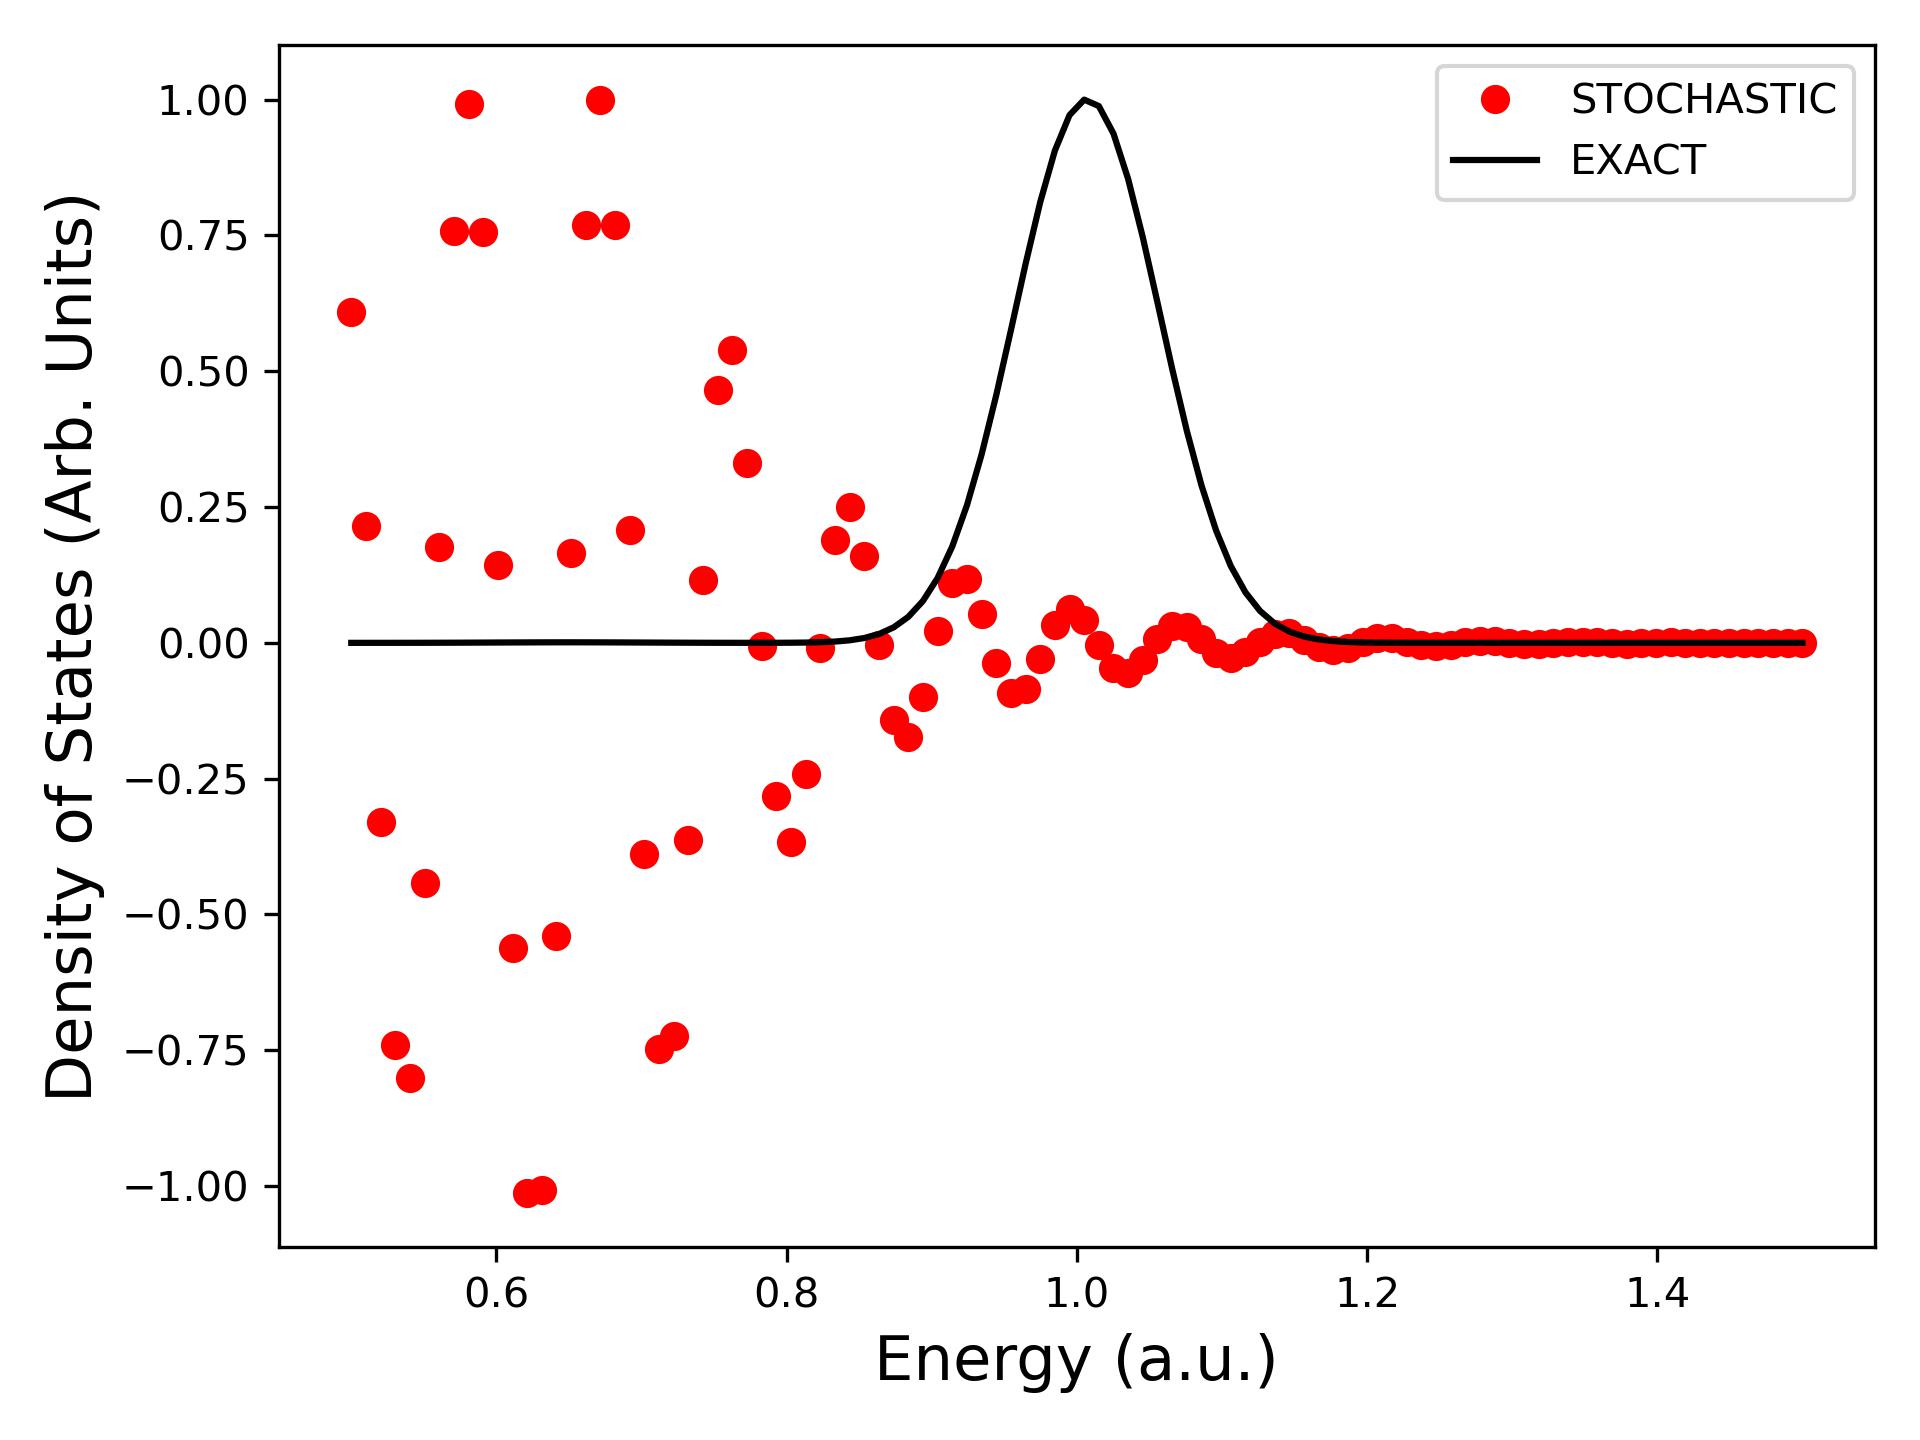 STOCHASTIC
EXACT
1.00
0.75
0.50
0.25
0.00
−0.25
−0.50
−0.75
−1.00
Density of States (Arb. Units)
0.6 0.8 1.0 1.2 1.4
Energy (a.u.)